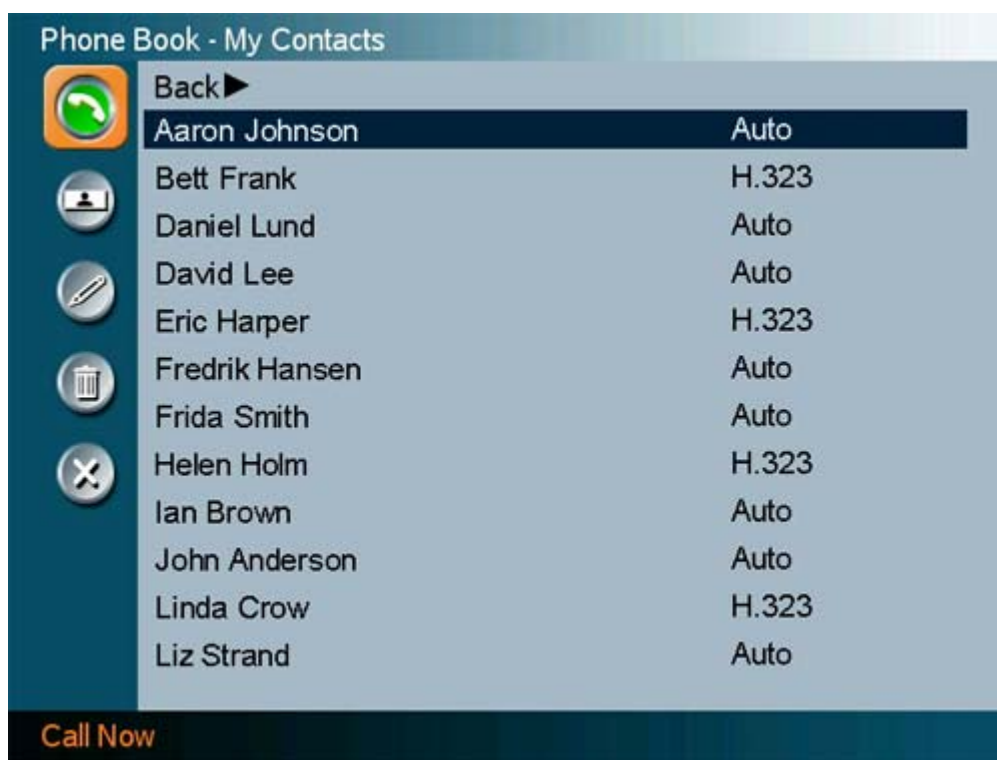 Phone Book - My Contacts
Back►
Aaron Johnson Auto
Bett Frank H.323
Daniel Lund Auto
David Lee Auto
Eric Harper H.323
Fredrik Hansen Auto
Frida Smith Auto
Helen Holm H.323
Ian Brown Auto
John Anderson Auto
Linda Crow H.323
Liz Strand Auto
Call Now